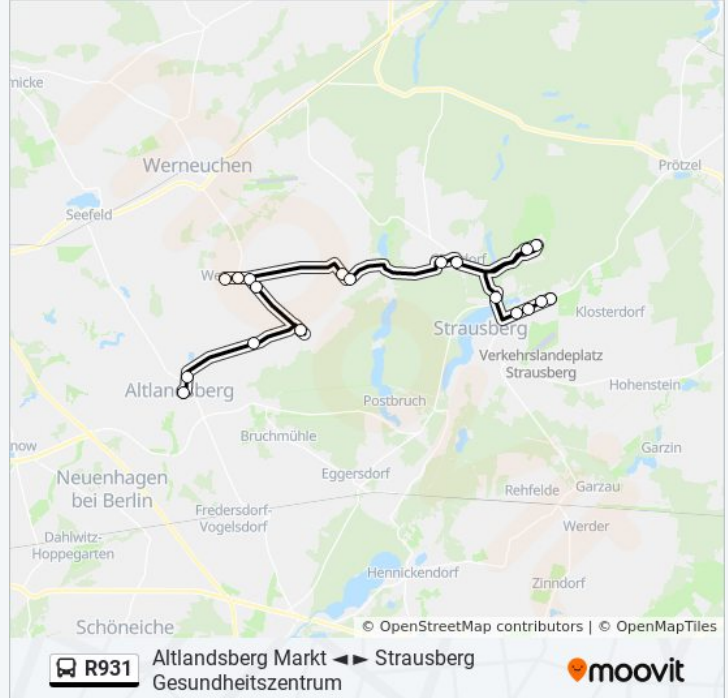 micke
Werneuchen
Prötzel
Seefeld
We
dorf
Klosterdorf
Strausberg
Verkehrslandeplatz
Strausberg
Altlandsberg
Hohenstein
Postbruch
now
Bruchmühle
Garzin
Neuenhagen
bei Berlin
Eggersdorf
Rehfelde
Garzau
Fredersdorf-
Vogelsdorf
Werder
Dahlwitz-
Hoppegarten
Hennickendorf
Zinndorf
Schöneiche
© OpenStreetMap contributors | © OpenMapTiles
R931
Altlandsberg Markt ◄ ► Strausberg
Gesundheitszentrum
moovit